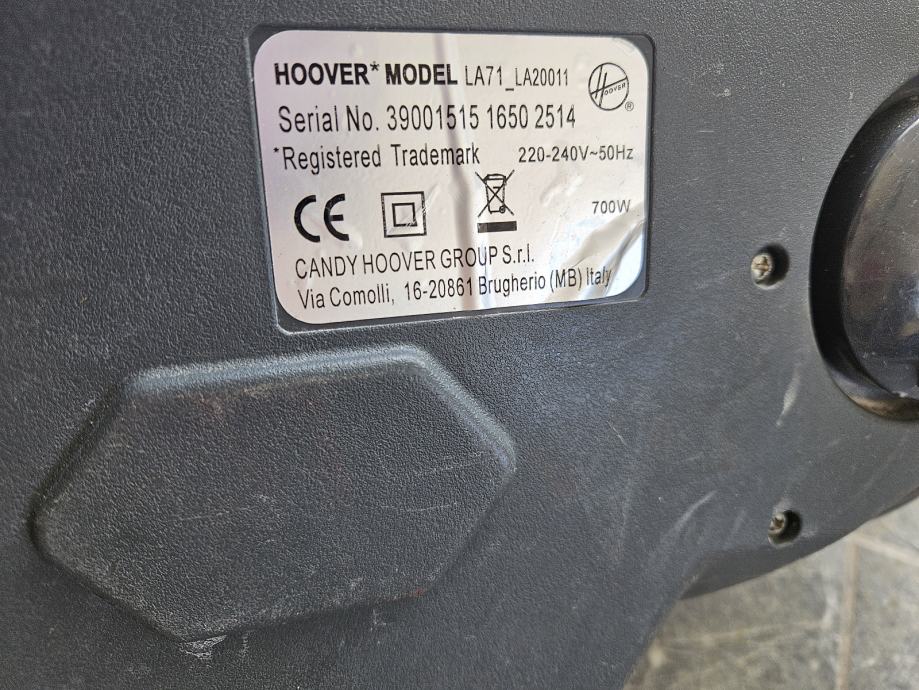 HOOVER* MODEL LA71_LA20011
HOOVER ®
Serial No. 39001515 1650 2514
*Registered Trademark 220-240V~50Hz
CE 700W
CANDY HOOVER GROUP S.r.l.
Via Comolli, 16-20861 Brugherio (MB) Italy